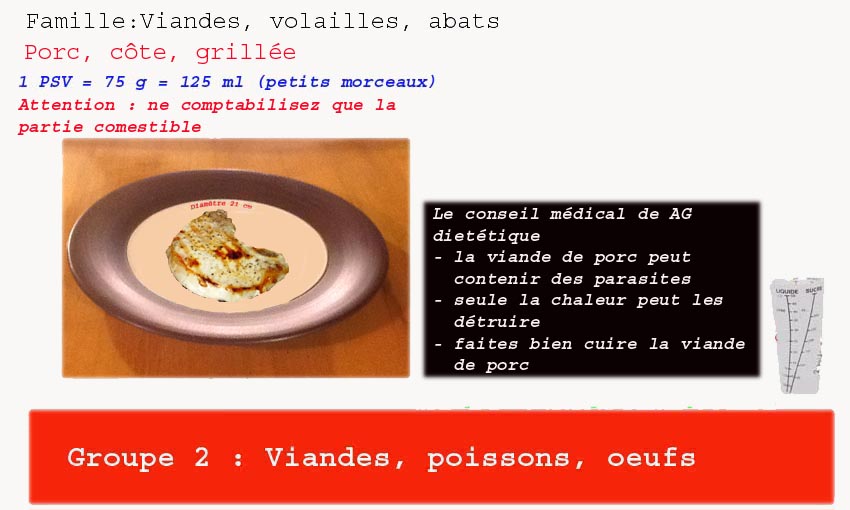 Famille:Viandes, volailles, abats
Porc, côte, grillée
1 PSV = 75 g = 125 ml (petits morceaux)
Attention : ne comptabilisez que la
partie comestible
Diamètre 21 cm
Le conseil médical de AG
dietétique
- la viande de porc peut
contenir des parasites
- seule la chaleur peut les
détruire
- faites bien cuire la viande
de porc
LIQUIDE SUCRE
Groupe 2 : Viandes, poissons, oeufs